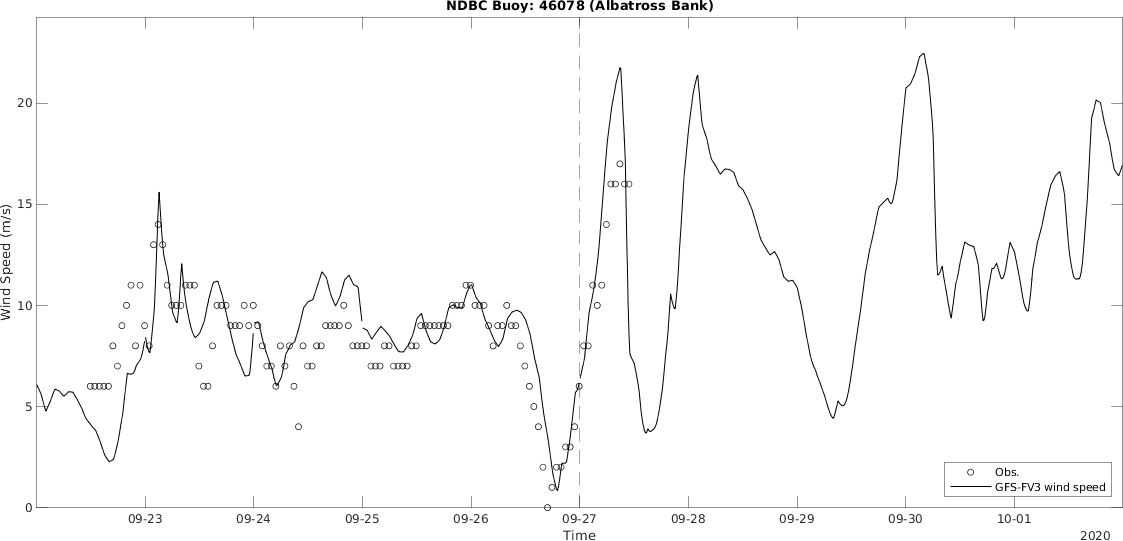 NDBC Buoy: 46078 (Albatross Bank)
Wind Speed (m/s)
20
15
10
5
0
09-23 09-24 09-25 09-26 09-27 09-28 09-29 09-30 10-01
Time
2020
Obs.
GFS-FV3 wind speed